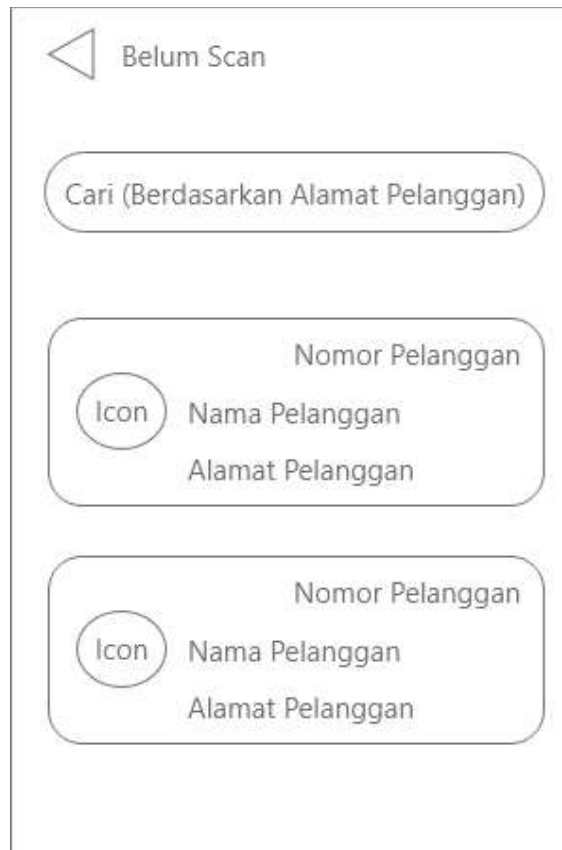 Belum Scan
Cari (Berdasarkan Alamat Pelanggan)
Nomor Pelanggan
Icon
Nama Pelanggan
Alamat Pelanggan
Nomor Pelanggan
Icon
Nama Pelanggan
Alamat Pelanggan